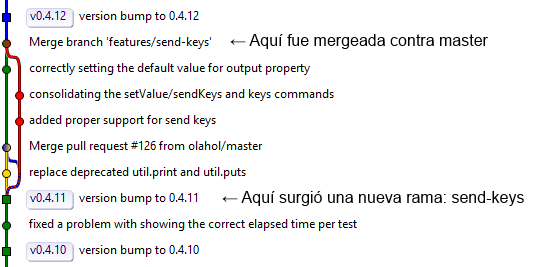 v0.4.12 version bump to 0.4.12
Merge branch 'features/send-keys' ← Aquí fue mergeada contra master
correctly setting the default value for output property
consolidating the setValue/sendKeys and keys commands
added proper support for send keys
Merge pull request #126 from olahol/master
replace deprecated util.print and util.puts
v0.4.11 version bump to 0.4.11 ← Aquí surgió una nueva rama: send-keys
fixed a problem with showing the correct elapsed time per test
v0.4.10 version bump to 0.4.10